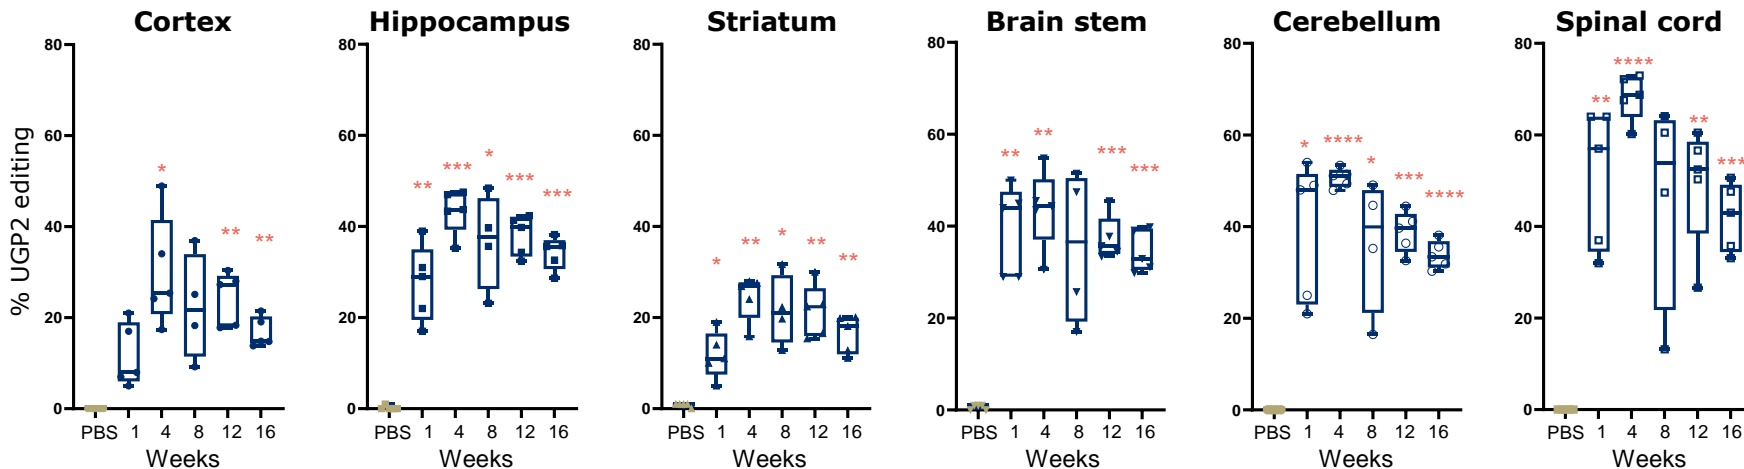 Cortex Hippocampus Striatum Brain stem Cerebellum Spinal cord
% UGP2 editing
80 60 40 20 0
* ** **
PBS 1 4 8 12 16
Weeks
80 60 40 20 0
** *** * *** ***
PBS 1 4 8 12 16
Weeks
80 60 40 20 0
* ** * ** **
PBS 1 4 8 12 16
Weeks
80 60 40 20 0
** ** *** ***
PBS 1 4 8 12 16
Weeks
80 60 40 20 0
* **** * *** ****
PBS 1 4 8 12 16
Weeks
80 60 40 20 0
** **** ** ***
PBS 1 4 8 12 16
Weeks